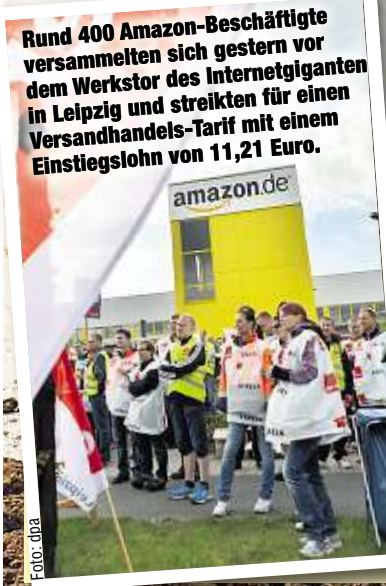 Rund 400 Amazon-Beschäftigte
versammelten sich gestern vor
dem Werkstor des Internetgiganten
in Leipzig und streikten für einen
Versandhandels-Tarif mit einem
Einstiegslohn von 11,21 Euro.
amazon.de
Foto: dpa